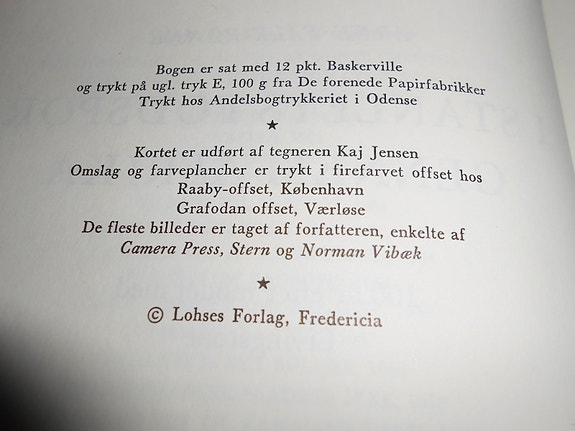 Bogen er sat med 12 pkt. Baskerville
og trykt på ugl. tryk E, 100 g fra De forenede Papirfabrikker
Trykt hos Andelsbogtrykkeriet i Odense
★
Kortet er udført af tegneren Kaj Jensen
Omslag og farveplancher er trykt i firefarvet offset hos
Raaby-offset, København
Grafodan offset, Værløse
De fleste billeder er taget af forfatteren, enkelte af
Camera Press, Stern og Norman Vibæk
★
© Lohses Forlag, Fredericia